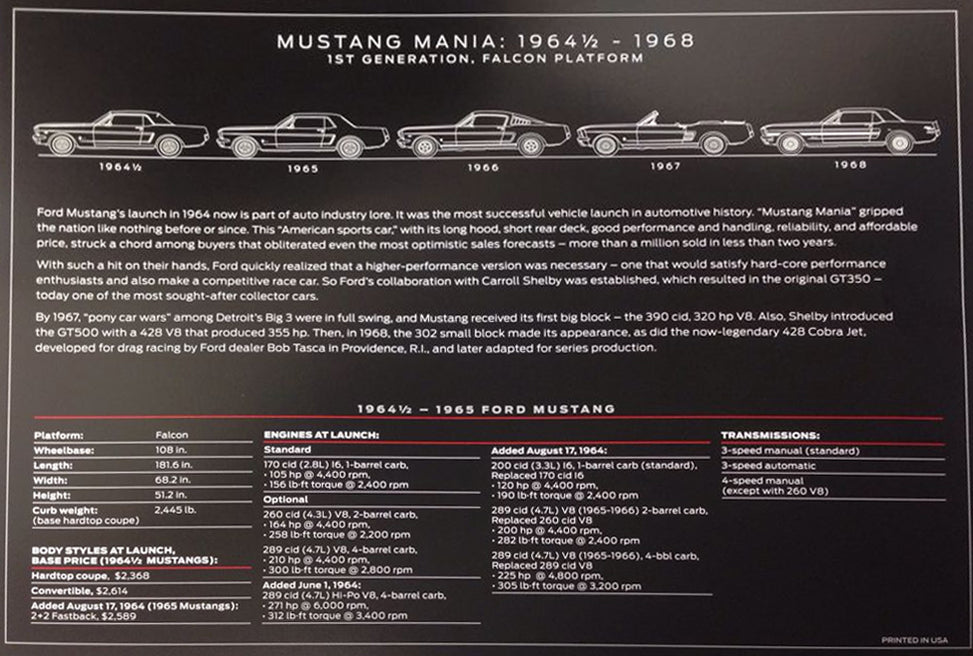 MUSTANG MANIA: 1964½ - 1968
1ST GENERATION, FALCON PLATFORM
1964½
1965
1966
1967
1968
Ford Mustang's launch in 1964 now is part of auto industry lore. It was the most successful vehicle launch in automotive history. "Mustang Mania" gripped
the nation like nothing before or since. This "American sports car," with its long hood, short rear deck, good performance and handling, reliability, and affordable
price, struck a chord among buyers that obliterated even the most optimistic sales forecasts – more than a million sold in less than two years.
With such a hit on their hands, Ford quickly realized that a higher-performance version was necessary – one that would satisfy hard-core performance
enthusiasts and also make a competitive race car. So Ford's collaboration with Carroll Shelby was established, which resulted in the original GT350 –
today one of the most sought-after collector cars.
By 1967, "pony car wars" among Detroit's Big 3 were in full swing, and Mustang received its first big block – the 390 cid, 320 hp V8. Also, Shelby introduced
the GT500 with a 428 V8 that produced 355 hp. Then, in 1968, the 302 small block made its appearance, as did the now-legendary 428 Cobra Jet,
developed for drag racing by Ford dealer Bob Tasca in Providence, R.I., and later adapted for series production.
1964½ – 1965 FORD MUSTANG
Platform: Falcon
Wheelbase: 108 in.
Length: 181.6 in.
Width: 68.2 in.
Height: 51.2 in.
Curb weight: 2,445 lb.
(base hardtop coupe)
BODY STYLES AT LAUNCH,
BASE PRICE (1964½ MUSTANGS):
Hardtop coupe, $2,368
Convertible, $2,614
Added August 17, 1964 (1965 Mustangs):
2+2 Fastback, $2,589
ENGINES AT LAUNCH:
Standard
170 cid (2.8L) I6, 1-barrel carb,
• 105 hp @ 4,400 rpm,
• 156 lb-ft torque @ 2,400 rpm
Optional
260 cid (4.3L) V8, 2-barrel carb,
• 164 hp @ 4,400 rpm,
• 258 lb-ft torque @ 2,200 rpm
289 cid (4.7L) V8, 4-barrel carb,
• 210 hp @ 4,400 rpm,
• 300 lb-ft torque @ 2,800 rpm
Added June 1, 1964:
289 cid (4.7L) Hi-Po V8, 4-barrel carb,
• 271 hp @ 6,000 rpm,
• 312 lb-ft torque @ 3,400 rpm
Added August 17, 1964:
200 cid (3.3L) I6, 1-barrel carb (standard),
Replaced 170 cid I6
• 120 hp @ 4,400 rpm,
• 190 lb-ft torque @ 2,400 rpm
289 cid (4.7L) V8 (1965-1966) 2-barrel carb,
Replaced 260 cid V8
• 200 hp @ 4,400 rpm,
• 282 lb-ft torque @ 2,400 rpm
289 cid (4.7L) V8 (1965-1966), 4-bbl carb,
Replaced 289 cid V8
• 225 hp @ 4,800 rpm,
• 305 lb-ft torque @ 3,200 rpm
TRANSMISSIONS:
3-speed manual (standard)
3-speed automatic
4-speed manual
(except with 260 V8)
PRINTED IN USA